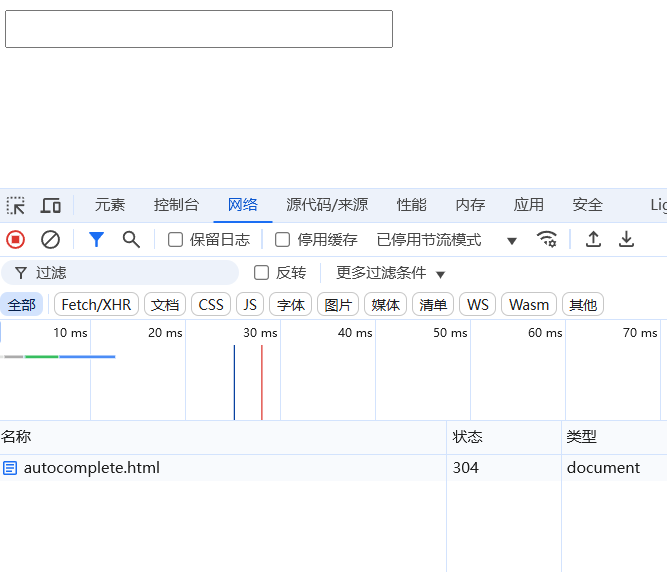 元素 控制台 网络 源代码/来源 性能 内存 应用 安全
保留日志 停用缓存 已停用节流模式
过滤 反转 更多过滤条件
全部 Fetch/XHR 文档 CSS JS 字体 图片 媒体 清单 WS Wasm 其他
10 ms 20 ms 30 ms 40 ms 50 ms 60 ms 70 ms
名称 状态 类型
autocomplete.html 304 document